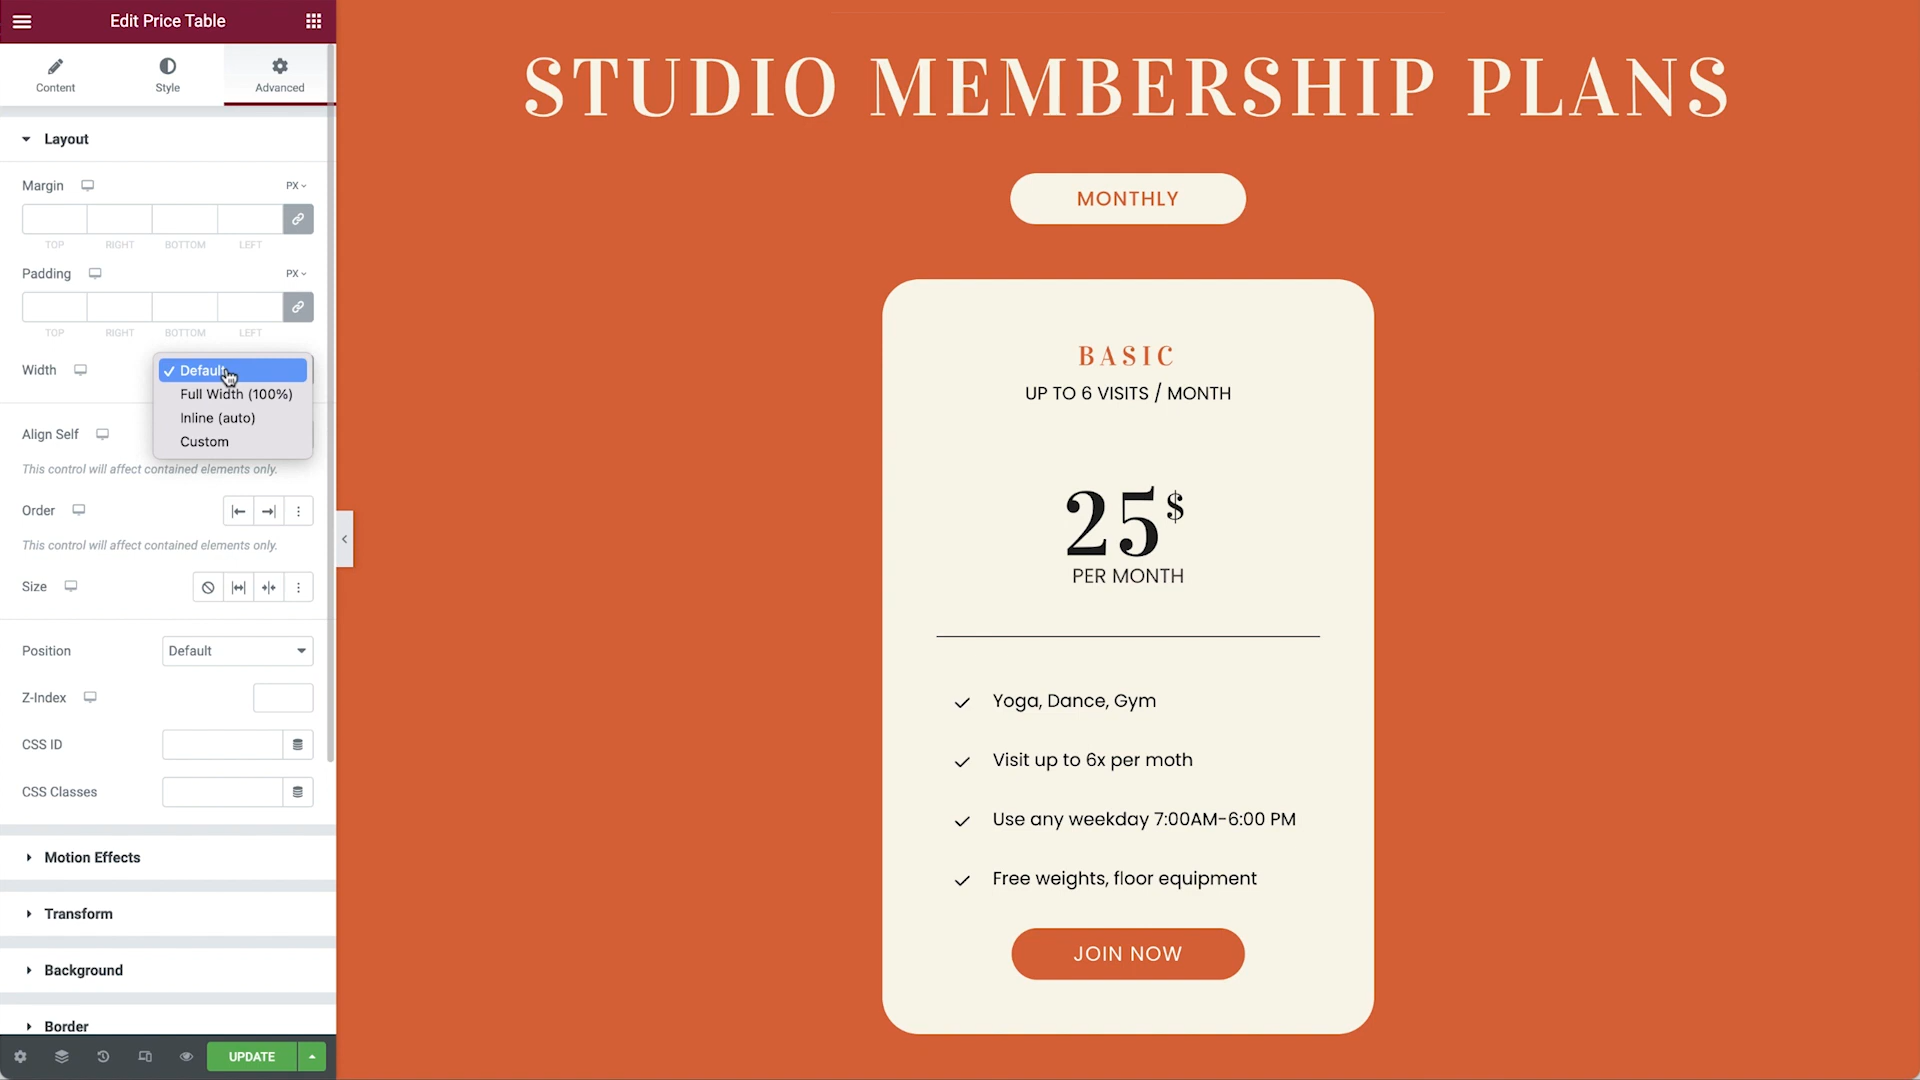 Edit Price Table
Content
Style
Advanced
Layout
Margin
PX
TOP RIGHT BOTTOM LEFT
Padding
PX
TOP RIGHT BOTTOM LEFT
Width
Default
Full Width (100%)
Inline (auto)
Custom
Align Self
This control will affect contained elements only.
Order
This control will affect contained elements only.
Size
Position
Default
Z-Index
CSS ID
CSS Classes
Motion Effects
Transform
Background
Border
UPDATE
STUDIO MEMBERSHIP PLANS
MONTHLY
BASIC
UP TO 6 VISITS / MONTH
25$
PER MONTH
Yoga, Dance, Gym
Visit up to 6x per moth
Use any weekday 7:00AM-6:00 PM
Free weights, floor equipment
JOIN NOW